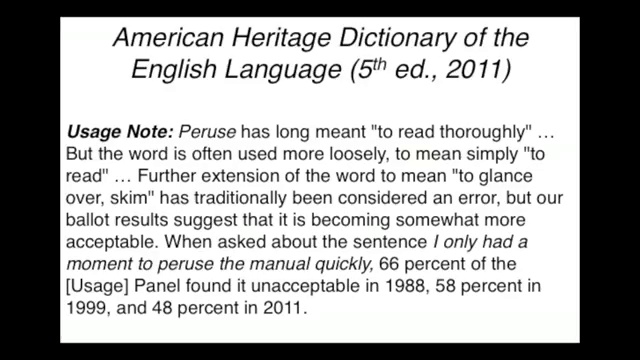 American Heritage Dictionary of the
English Language (5th ed., 2011)
Usage Note: Peruse has long meant "to read thoroughly" …
But the word is often used more loosely, to mean simply "to
read" … Further extension of the word to mean "to glance
over, skim" has traditionally been considered an error, but our
ballot results suggest that it is becoming somewhat more
acceptable. When asked about the sentence I only had a
moment to peruse the manual quickly, 66 percent of the
[Usage] Panel found it unacceptable in 1988, 58 percent in
1999, and 48 percent in 2011.